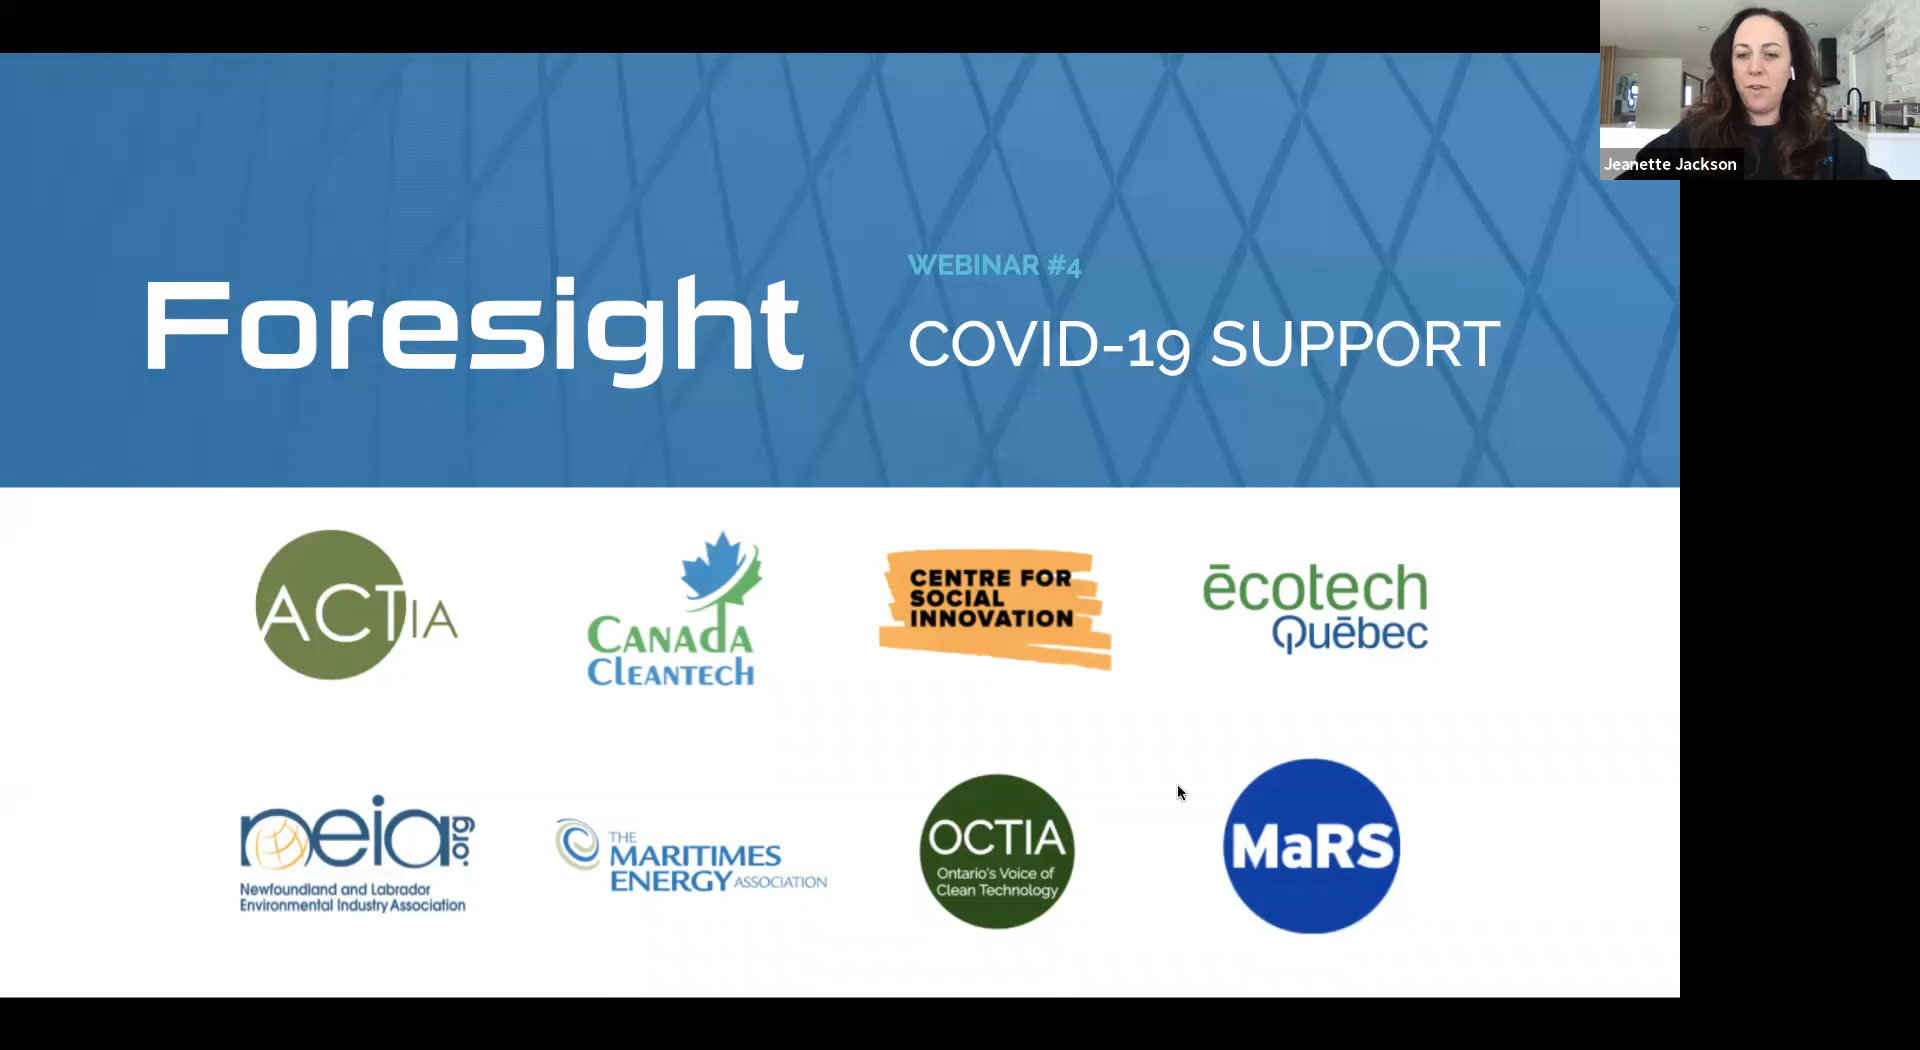 Jeanette Jackson
WEBINAR #4
Foresight
COVID-19 SUPPORT
ACTIA
CANADA
CLEANTECH
CENTRE FOR
SOCIAL
INNOVATION
ēcotech
Quēbec
neia.org
Newfoundland and Labrador
Environmental Industry Association
THE
MARITIMES
ENERGY ASSOCIATION
OCTIA
Ontario's Voice of
Clean Technology
MaRS